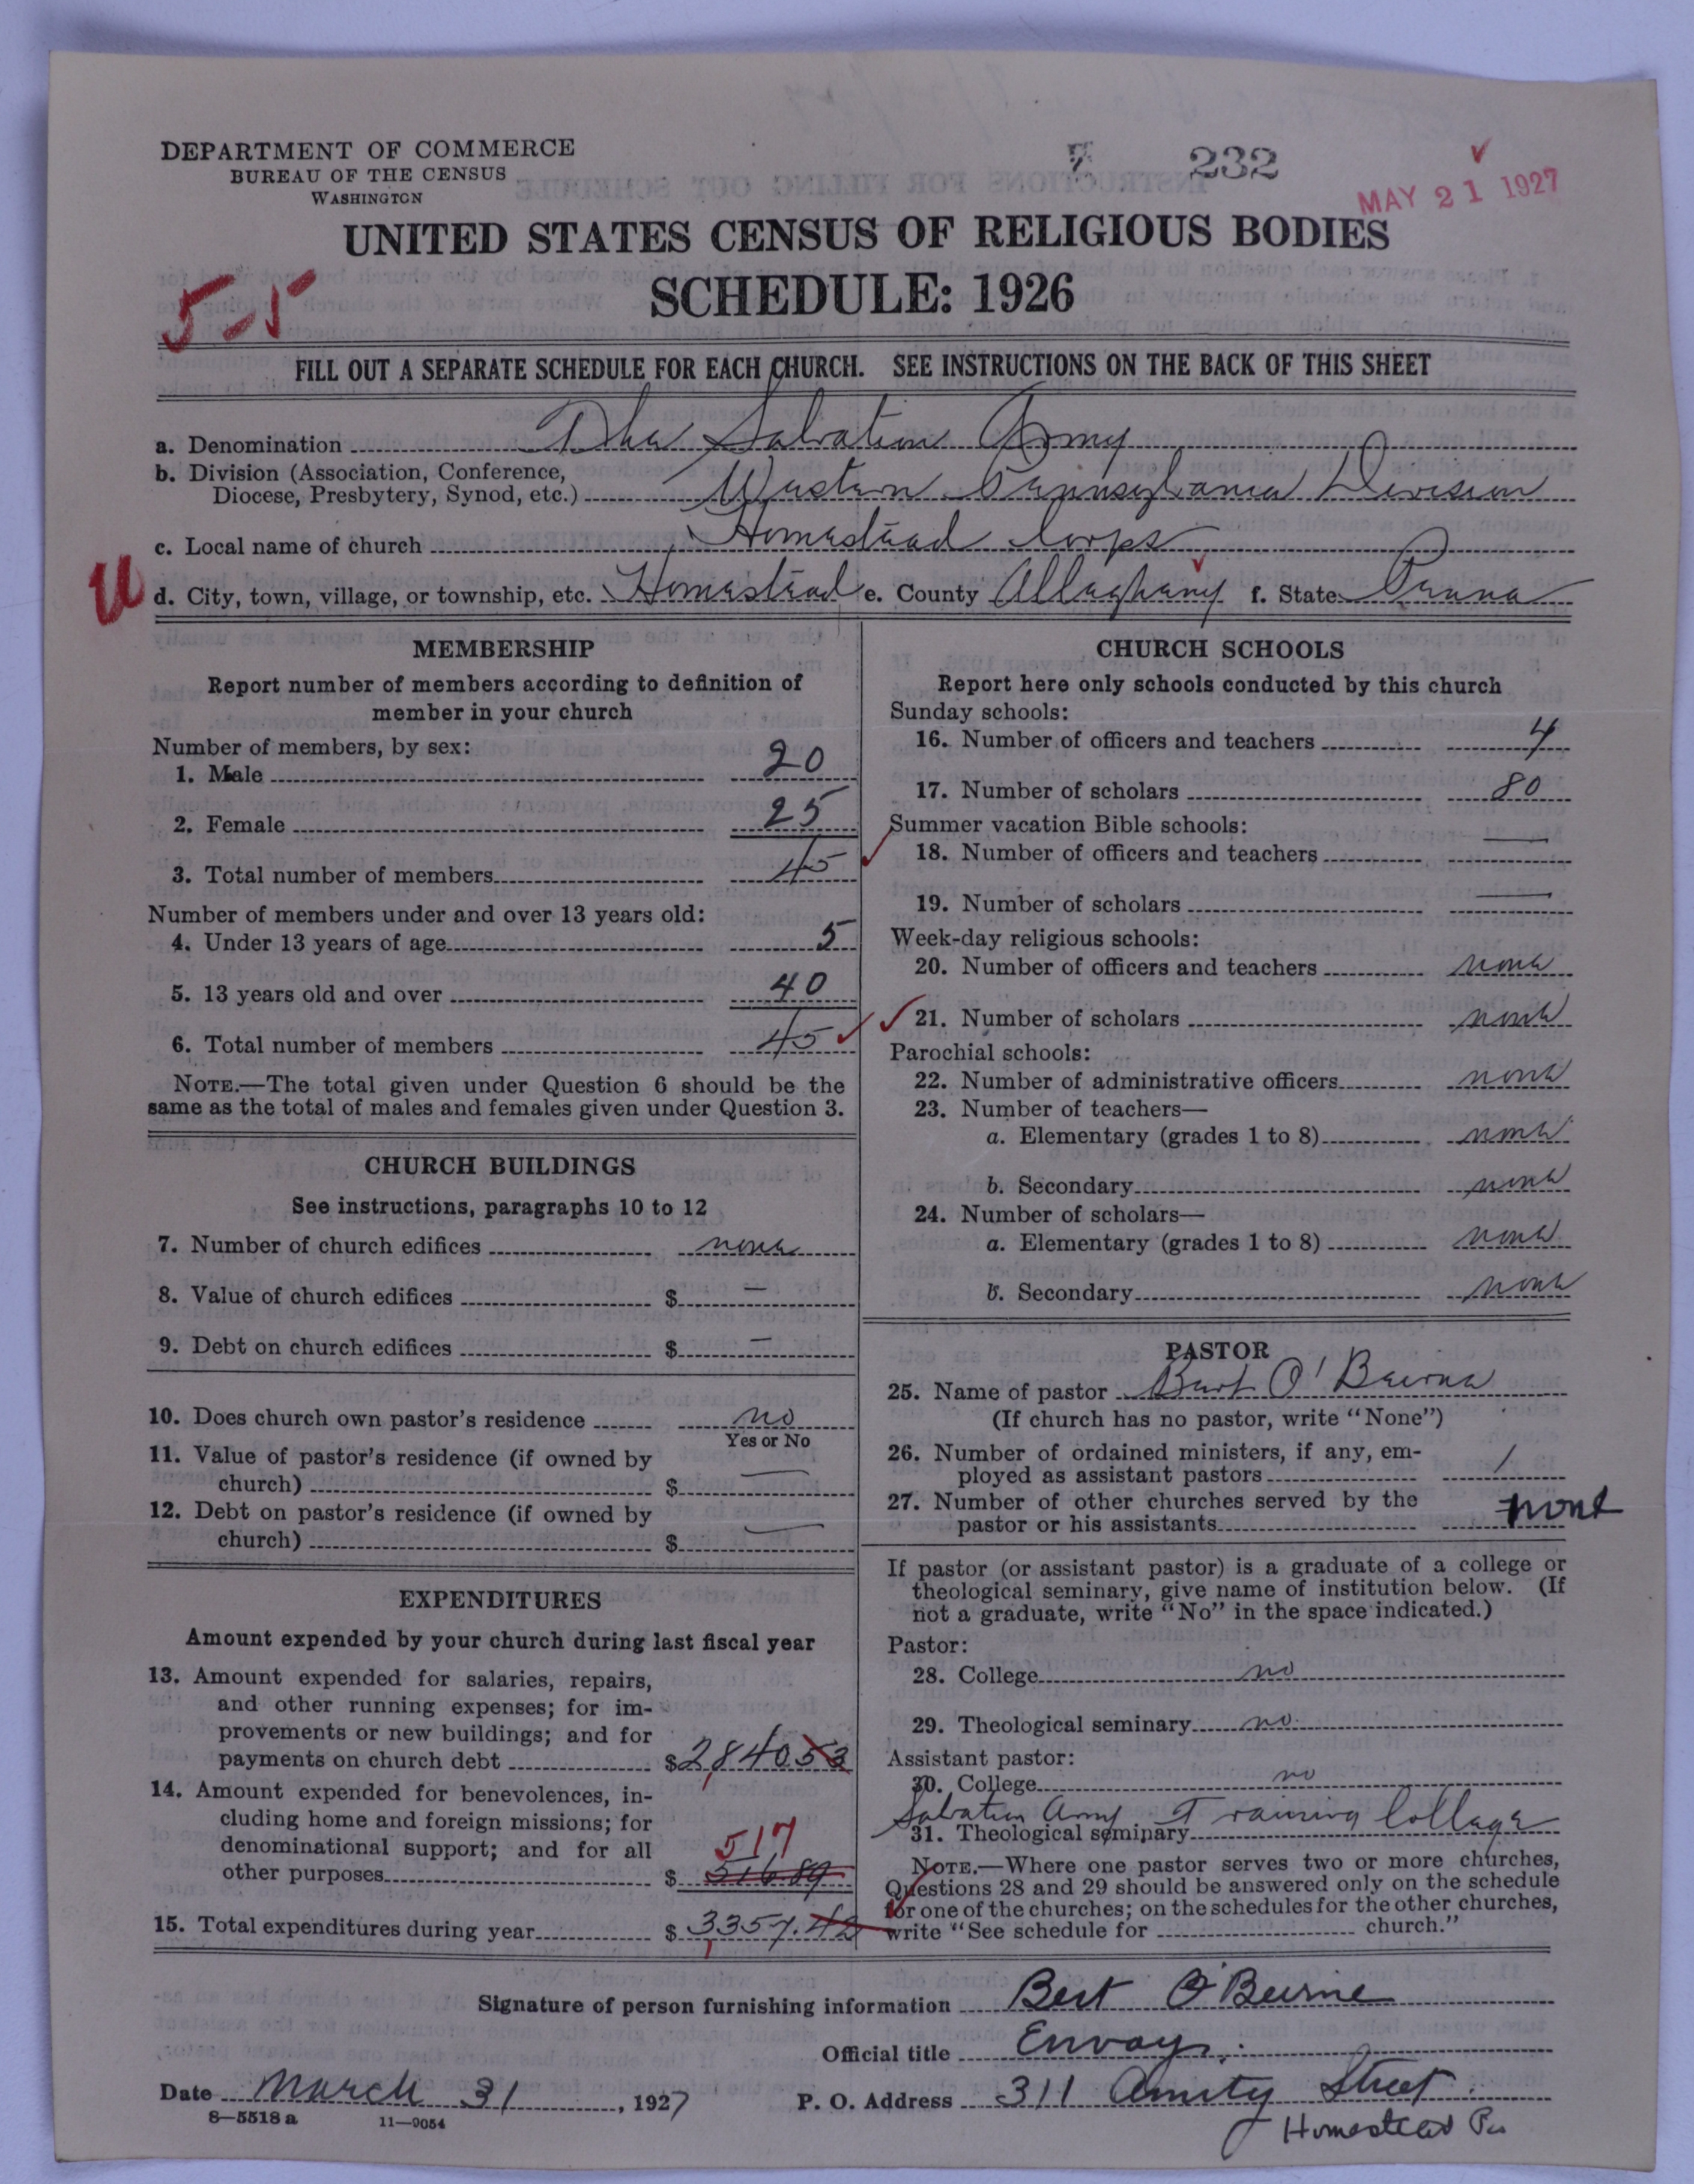 DEPARTMENT OF COMMERCE
BUREAU OF THE CENSUS
WASHINGTON
232
MAY 21 1927
UNITED STATES CENSUS OF RELIGIOUS BODIES
SCHEDULE: 1926
5-5
FILL OUT A SEPARATE SCHEDULE FOR EACH CHURCH. SEE INSTRUCTIONS ON THE BACK OF THIS SHEET
a. Denomination The Salvation Army
b. Division (Association, Conference,
Diocese, Presbytery, Synod, etc.) Western Pennsylvania Division
c. Local name of church Homestead Corps
U d. City, town, village, or township, etc. Homestead e. County Allegheny f. State Penna
MEMBERSHIP
Report number of members according to definition of
member in your church
Number of members, by sex:
1. Male 20
2. Female 25
3. Total number of members 45
Number of members under and over 13 years old:
4. Under 13 years of age 5
5. 13 years old and over 40
6. Total number of members 45
NOTE.—The total given under Question 6 should be the
same as the total of males and females given under Question 3.
CHURCH BUILDINGS
See instructions, paragraphs 10 to 12
7. Number of church edifices none
8. Value of church edifices $ —
9. Debt on church edifices $ —
10. Does church own pastor's residence no
Yes or No
11. Value of pastor's residence (if owned by
church) $ —
12. Debt on pastor's residence (if owned by
church) $ —
EXPENDITURES
Amount expended by your church during last fiscal year
13. Amount expended for salaries, repairs,
and other running expenses; for im-
provements or new buildings; and for
payments on church debt $ 2,840.53
14. Amount expended for benevolences, in-
cluding home and foreign missions; for
denominational support; and for all
517
other purposes $ 516.89
15. Total expenditures during year $ 3,357.42
CHURCH SCHOOLS
Report here only schools conducted by this church
Sunday schools:
16. Number of officers and teachers 4
17. Number of scholars 80
Summer vacation Bible schools:
18. Number of officers and teachers —
19. Number of scholars —
Week-day religious schools:
20. Number of officers and teachers none
21. Number of scholars none
Parochial schools:
22. Number of administrative officers none
23. Number of teachers—
a. Elementary (grades 1 to 8) none
b. Secondary none
24. Number of scholars—
a. Elementary (grades 1 to 8) none
b. Secondary none
PASTOR
25. Name of pastor Bert O'Beirne
(If church has no pastor, write "None")
26. Number of ordained ministers, if any, em-
ployed as assistant pastors 1
27. Number of other churches served by the
pastor or his assistants none
If pastor (or assistant pastor) is a graduate of a college or
theological seminary, give name of institution below. (If
not a graduate, write "No" in the space indicated.)
Pastor:
28. College no
29. Theological seminary no
Assistant pastor:
30. College no
31. Theological seminary Salvation Army Training College
NOTE.—Where one pastor serves two or more churches,
Questions 28 and 29 should be answered only on the schedule
for one of the churches; on the schedules for the other churches,
write "See schedule for church."
Signature of person furnishing information Bert O'Beirne
Official title Envoy.
Date March 31, 1927 P. O. Address 311 Amity Street
Homestead Pa
8—5518 a 11—9054